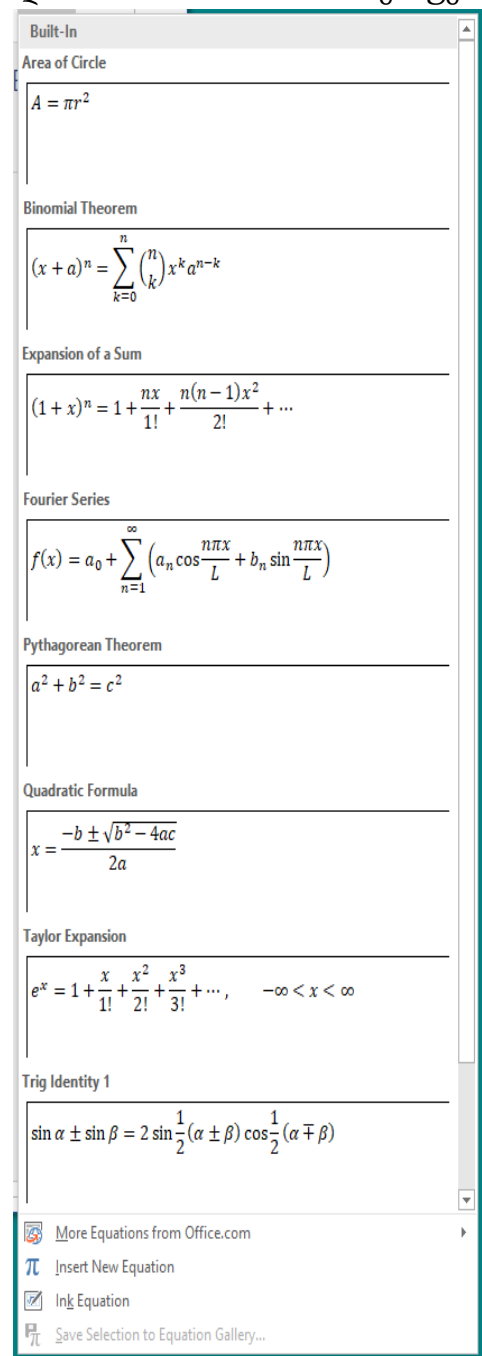 Built-In
Area of Circle
A = πr²
Binomial Theorem
(x + a)ⁿ = ∑_{k=0}^{n} (n k) xᵏaⁿ⁻ᵏ
Expansion of a Sum
(1 + x)ⁿ = 1 + nx/1! + n(n − 1)x²/2! + ⋯
Fourier Series
f(x) = a₀ + ∑_{n=1}^{∞} (aₙ cos nπx/L + bₙ sin nπx/L)
Pythagorean Theorem
a² + b² = c²
Quadratic Formula
x = (−b ± √(b² − 4ac))/2a
Taylor Expansion
eˣ = 1 + x/1! + x²/2! + x³/3! + ⋯ , −∞ < x < ∞
Trig Identity 1
sin α ± sin β = 2 sin 1/2 (α ± β) cos 1/2 (α ∓ β)
More Equations from Office.com
π Insert New Equation
Ink Equation
Save Selection to Equation Gallery...